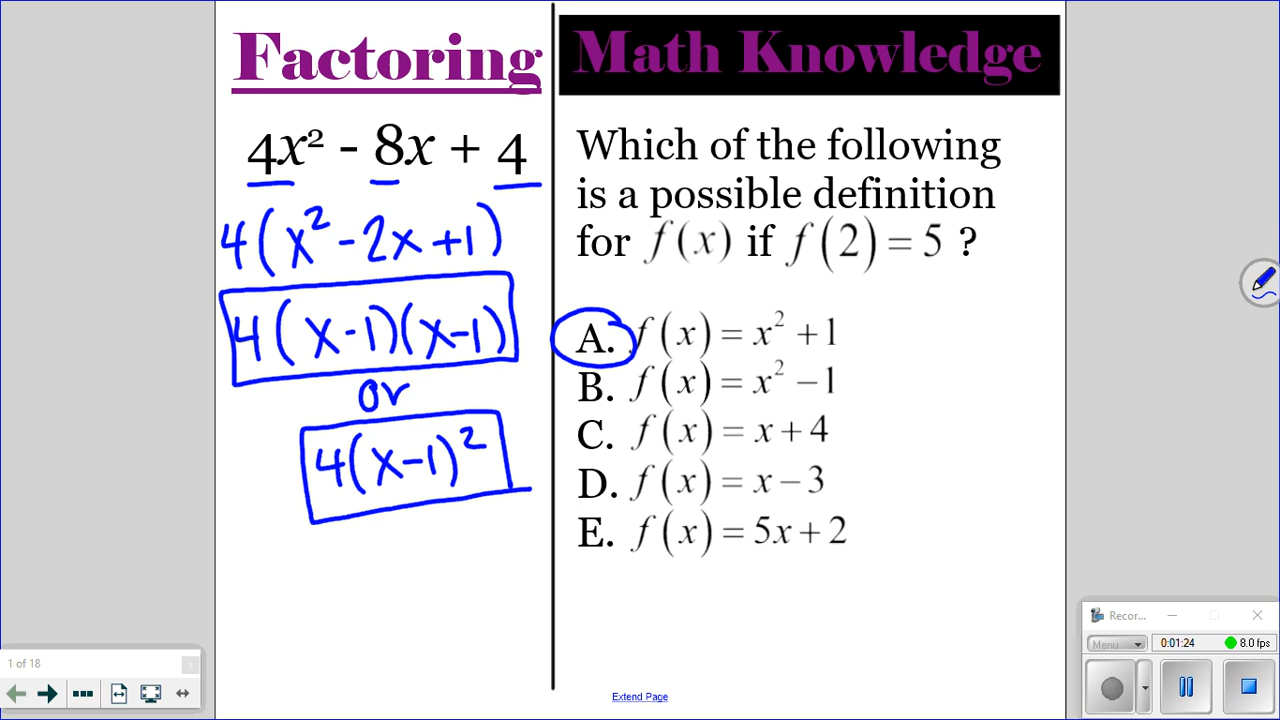 Factoring
4x² - 8x + 4
4(x² - 2x + 1)
4(x-1)(x-1)
or
4(x-1)²
Math Knowledge
Which of the following
is a possible definition
for f(x) if f(2) = 5 ?
A. f(x) = x² + 1
B. f(x) = x² − 1
C. f(x) = x + 4
D. f(x) = x − 3
E. f(x) = 5x + 2
Extend Page
1 of 18
x
Recor...
Menu
0:01:24
8.0 fps